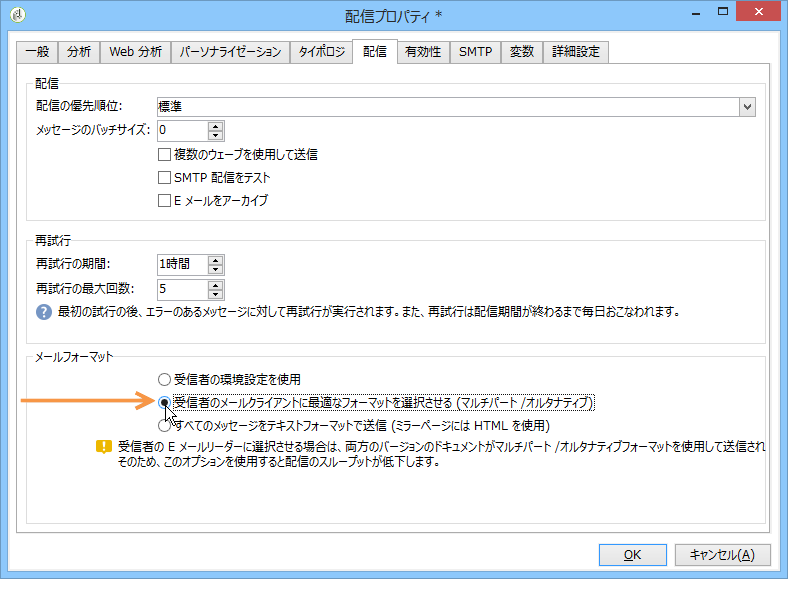 配信プロパティ *
一般 分析 Web 分析 パーソナライゼーション タイポロジ 配信 有効性 SMTP 変数 詳細設定
配信
配信の優先順位: 標準
メッセージのバッチサイズ: 0
複数のウェーブを使用して送信
SMTP 配信をテスト
E メールをアーカイブ
再試行
再試行の期間: 1時間
再試行の最大回数: 5
最初の試行の後、エラーのあるメッセージに対して再試行が実行されます。また、再試行は配信期間が終わるまで毎日おこなわれます。
メールフォーマット
受信者の環境設定を使用
受信者のメールクライアントに最適なフォーマットを選択させる (マルチパート /オルタナティブ)
すべてのメッセージをテキストフォーマットで送信 (ミラーページには HTML を使用)
受信者の E メールリーダーに選択させる場合は、両方のバージョンのドキュメントがマルチパート /オルタナティブフォーマットを使用して送信され
そのため、このオプションを使用すると配信のスループットが低下します。
OK キャンセル(A)